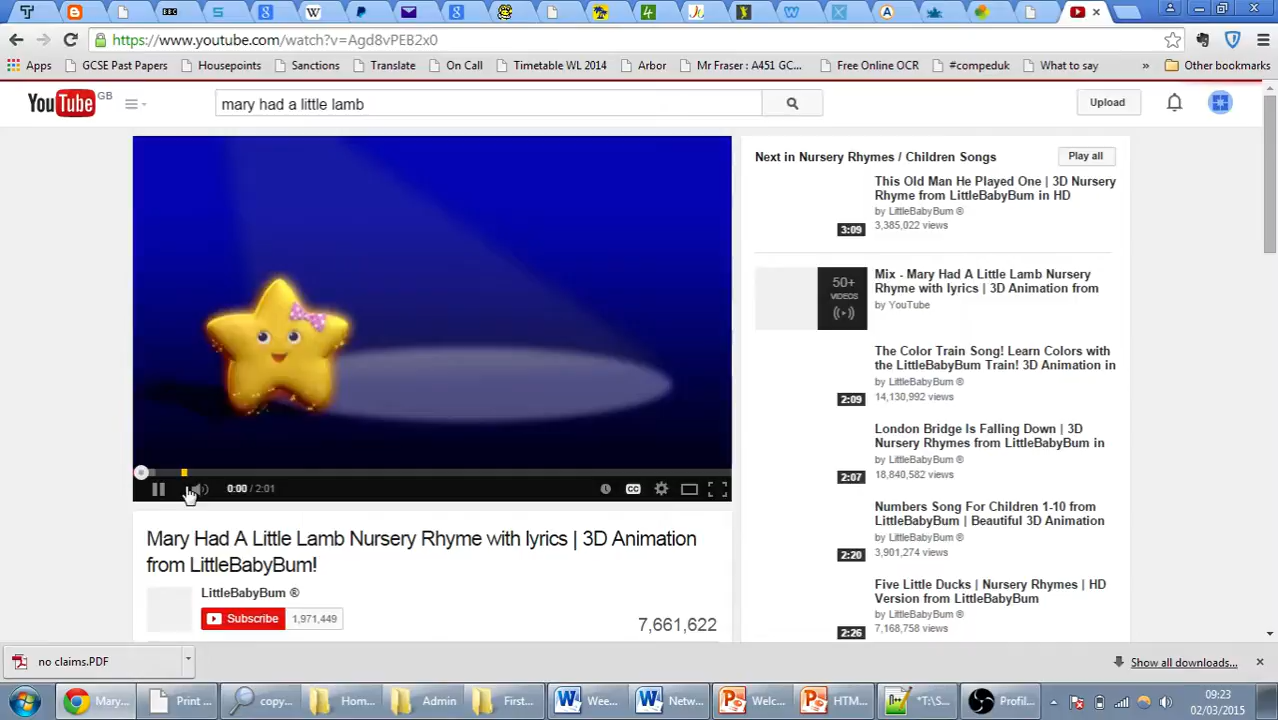 https://www.youtube.com/watch?v=Agd8vPEB2x0
Apps GCSE Past Papers Housepoints Sanctions Translate On Call Timetable WL 2014 Arbor Mr Fraser : A451 GC... Free Online OCR #compeduk What to say » Other bookmarks
YouTube GB mary had a little lamb Upload
Next in Nursery Rhymes / Children Songs Play all
This Old Man He Played One | 3D Nursery
Rhyme from LittleBabyBum in HD
by LittleBabyBum ®
3:09 3,385,022 views
Mix - Mary Had A Little Lamb Nursery
50+ VIDEOS Rhyme with lyrics | 3D Animation from
by YouTube
The Color Train Song! Learn Colors with
the LittleBabyBum Train! 3D Animation in
by LittleBabyBum ®
2:09 14,130,992 views
London Bridge Is Falling Down | 3D
Nursery Rhymes from LittleBabyBum in
by LittleBabyBum ®
2:07 18,840,582 views
Numbers Song For Children 1-10 from
LittleBabyBum | Beautiful 3D Animation
by LittleBabyBum ®
2:20 3,901,274 views
Five Little Ducks | Nursery Rhymes | HD
Version from LittleBabyBum
by LittleBabyBum ®
2:26 7,168,758 views
0:00 / 2:01 CC
Mary Had A Little Lamb Nursery Rhyme with lyrics | 3D Animation
from LittleBabyBum!
LittleBabyBum ®
Subscribe 1,971,449
7,661,622
no claims.PDF Show all downloads...
Mary... Print ... copy... Hom... Admin First... Wee... Netw... Welc... HTM... *T:\S... Profil...
09:23
02/03/2015